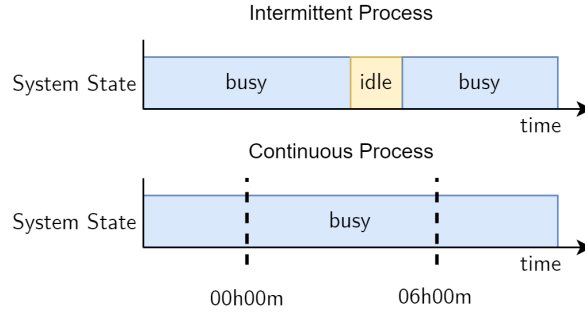 Intermittent Process
System State busy idle busy
time
Continuous Process
System State busy
time
00h00m 06h00m